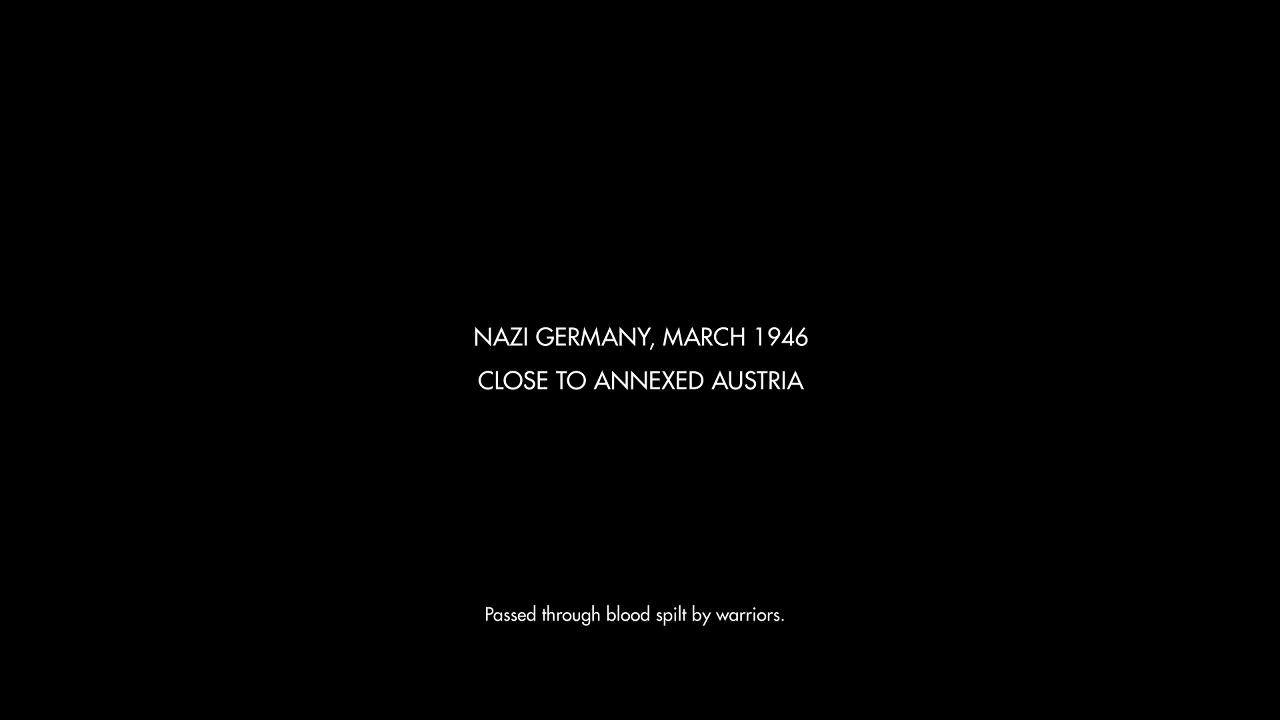 NAZI GERMANY, MARCH 1946
CLOSE TO ANNEXED AUSTRIA
Passed through blood spilt by warriors.